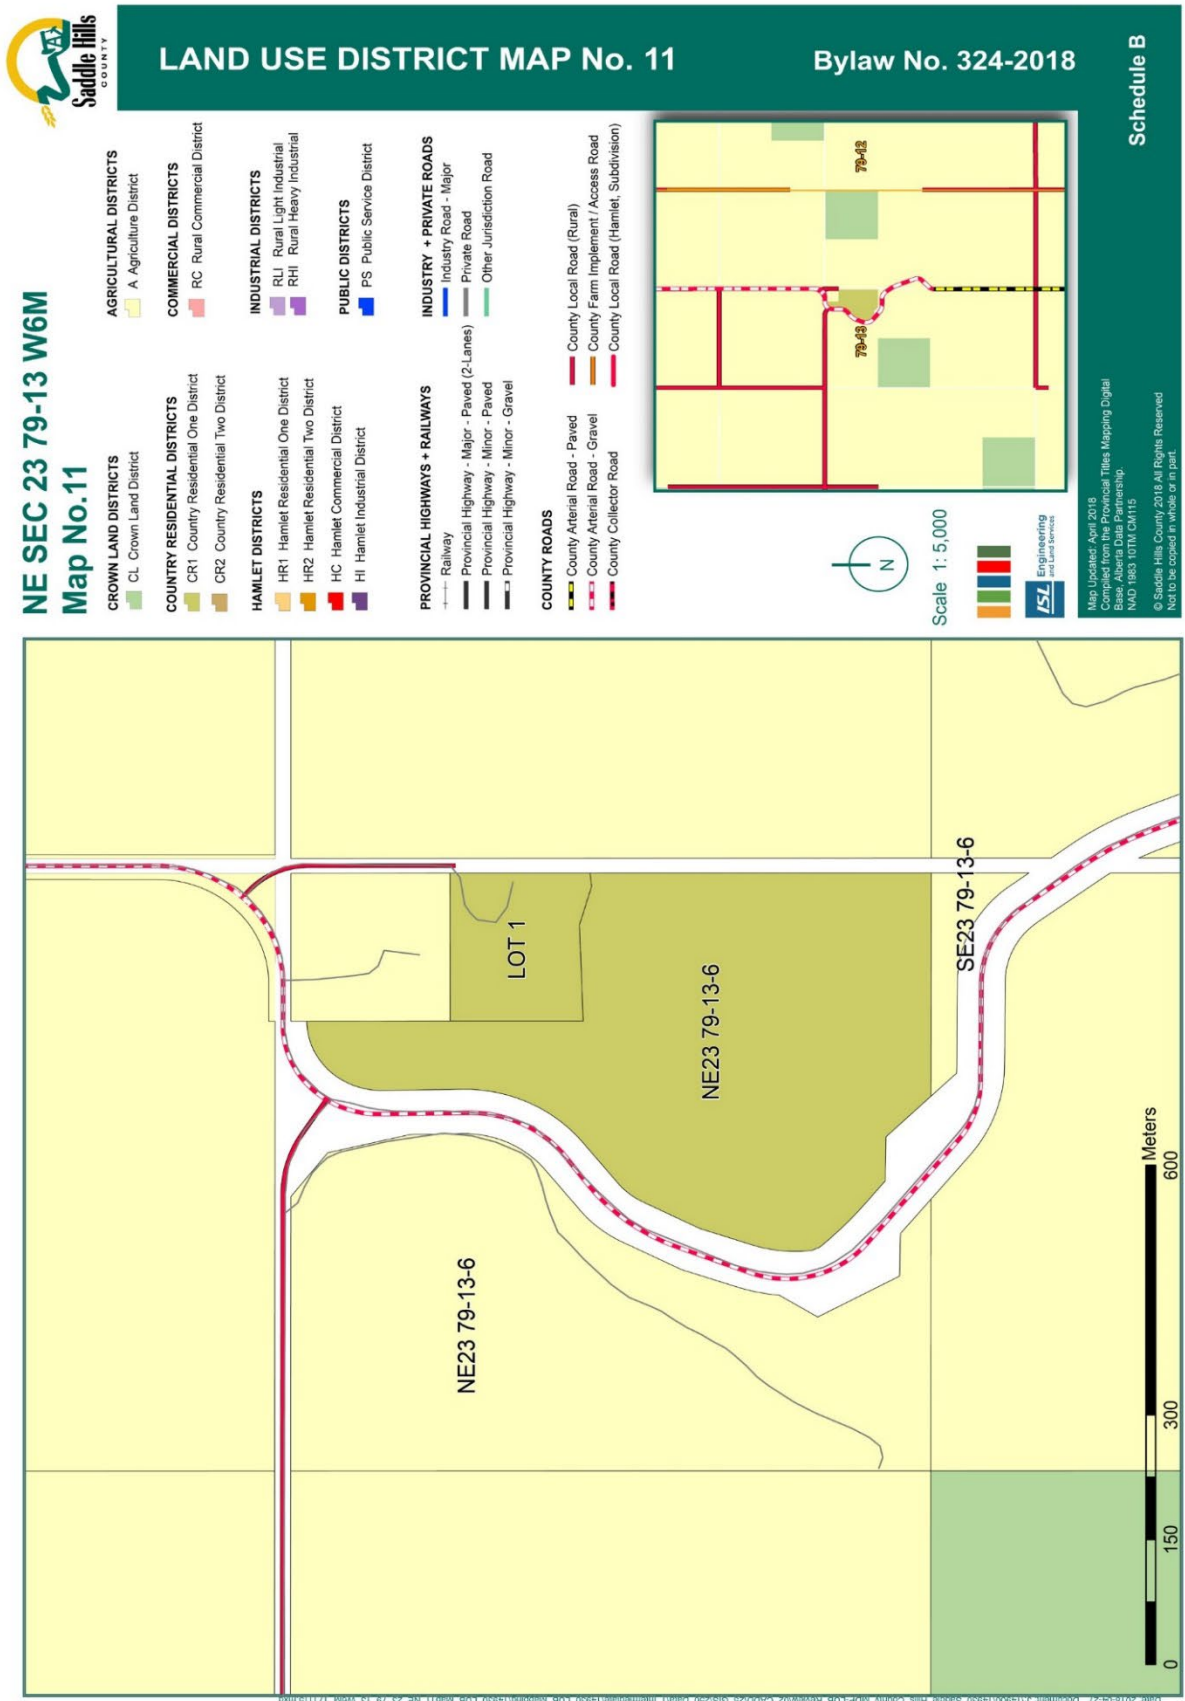 Saddle Hills
COUNTY
LAND USE DISTRICT MAP No. 11
Bylaw No. 324-2018
NE SEC 23 79-13 W6M
Map No.11
CROWN LAND DISTRICTS
CL Crown Land District
COUNTRY RESIDENTIAL DISTRICTS
CR1 Country Residential One District
CR2 Country Residential Two District
HAMLET DISTRICTS
HR1 Hamlet Residential One District
HR2 Hamlet Residential Two District
HC Hamlet Commercial District
HI Hamlet Industrial District
AGRICULTURAL DISTRICTS
A Agriculture District
COMMERCIAL DISTRICTS
RC Rural Commercial District
INDUSTRIAL DISTRICTS
RLI Rural Light Industrial
RHI Rural Heavy Industrial
PUBLIC DISTRICTS
PS Public Service District
PROVINCIAL HIGHWAYS + RAILWAYS
Railway
Provincial Highway - Major - Paved (2-Lanes)
Provincial Highway - Minor - Paved
Provincial Highway - Minor - Gravel
INDUSTRY + PRIVATE ROADS
Industry Road - Major
Private Road
Other Jurisdiction Road
COUNTY ROADS
County Arterial Road - Paved
County Arterial Road - Gravel
County Collector Road
County Local Road (Rural)
County Farm Implement / Access Road
County Local Road (Hamlet, Subdivision)
79-13
79-12
N
Scale 1: 5,000
ISL Engineering
and Land Services
Map Updated: April 2018
Compiled from the Provincial Titles Mapping Digital
Base, Alberta Data Partnership.
NAD 1983 10TM CM115
© Saddle Hills County 2018 All Rights Reserved
Not to be copied in whole or in part.
Schedule B
LOT 1
NE23 79-13-6
NE23 79-13-6
SE23 79-13-6
0 150 300 600
Meters